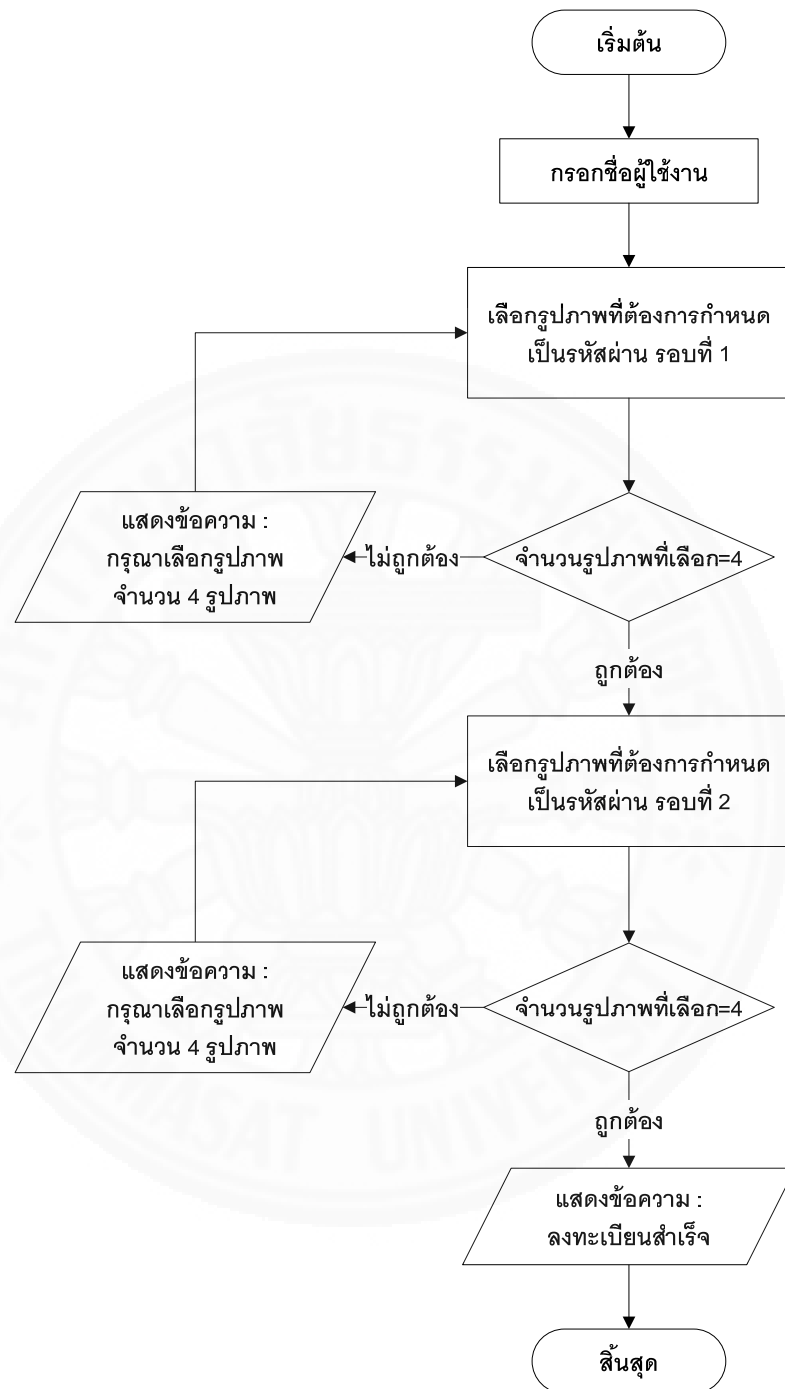 เริ่มต้น
กรอกชื่อผู้ใช้งาน
เลือกรูปภาพที่ต้องการกำหนด
เป็นรหัสผ่าน รอบที่ 1
แสดงข้อความ :
กรุณาเลือกรูปภาพ
จำนวน 4 รูปภาพ
ไม่ถูกต้อง
จำนวนรูปภาพที่เลือก=4
ถูกต้อง
เลือกรูปภาพที่ต้องการกำหนด
เป็นรหัสผ่าน รอบที่ 2
แสดงข้อความ :
กรุณาเลือกรูปภาพ
จำนวน 4 รูปภาพ
ไม่ถูกต้อง
จำนวนรูปภาพที่เลือก=4
ถูกต้อง
แสดงข้อความ :
ลงทะเบียนสำเร็จ
สิ้นสุด